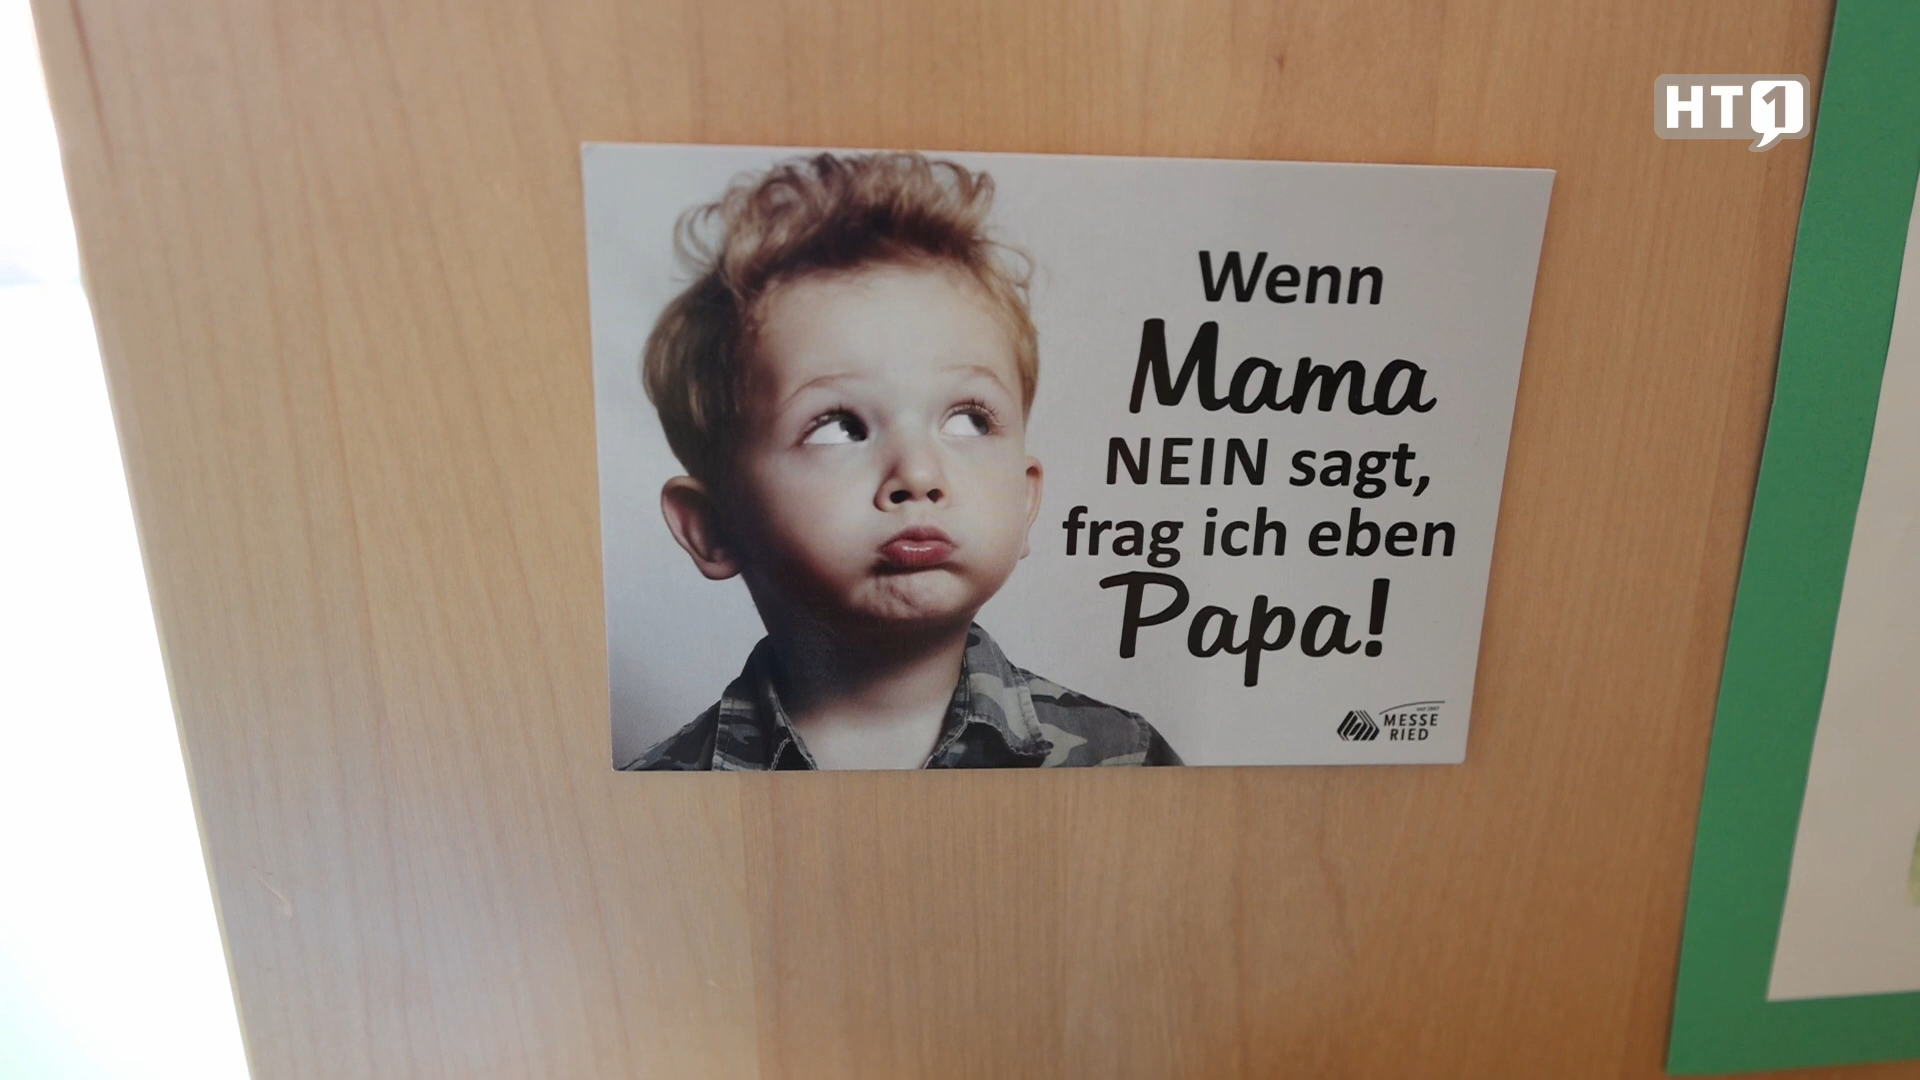 HT1
Wenn
Mama
NEIN sagt,
frag ich eben
Papa!
MESSE
RIED